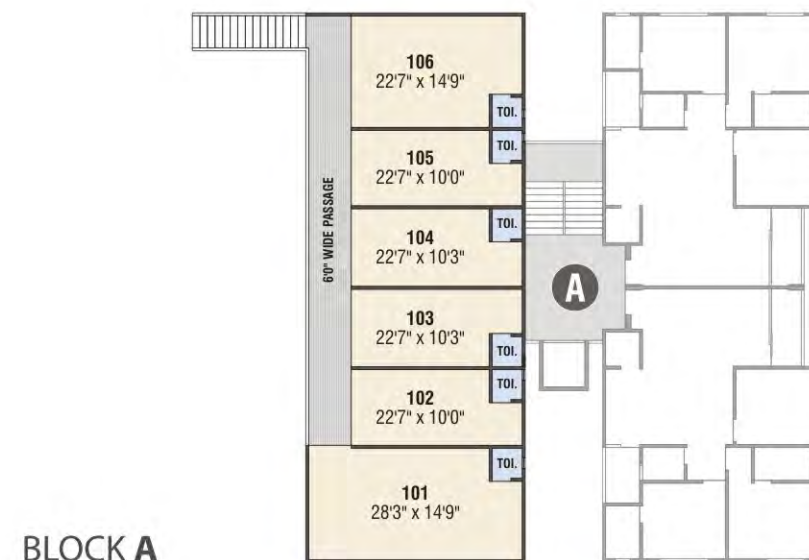 106
22'7" x 14'9"
TOI.
TOI.
105
22'7" x 10'0"
TOI.
104
22'7" x 10'3"
6'0" WIDE PASSAGE
A
103
22'7" x 10'3"
TOI.
TOI.
102
22'7" x 10'0"
TOI.
101
28'3" x 14'9"
BLOCK A